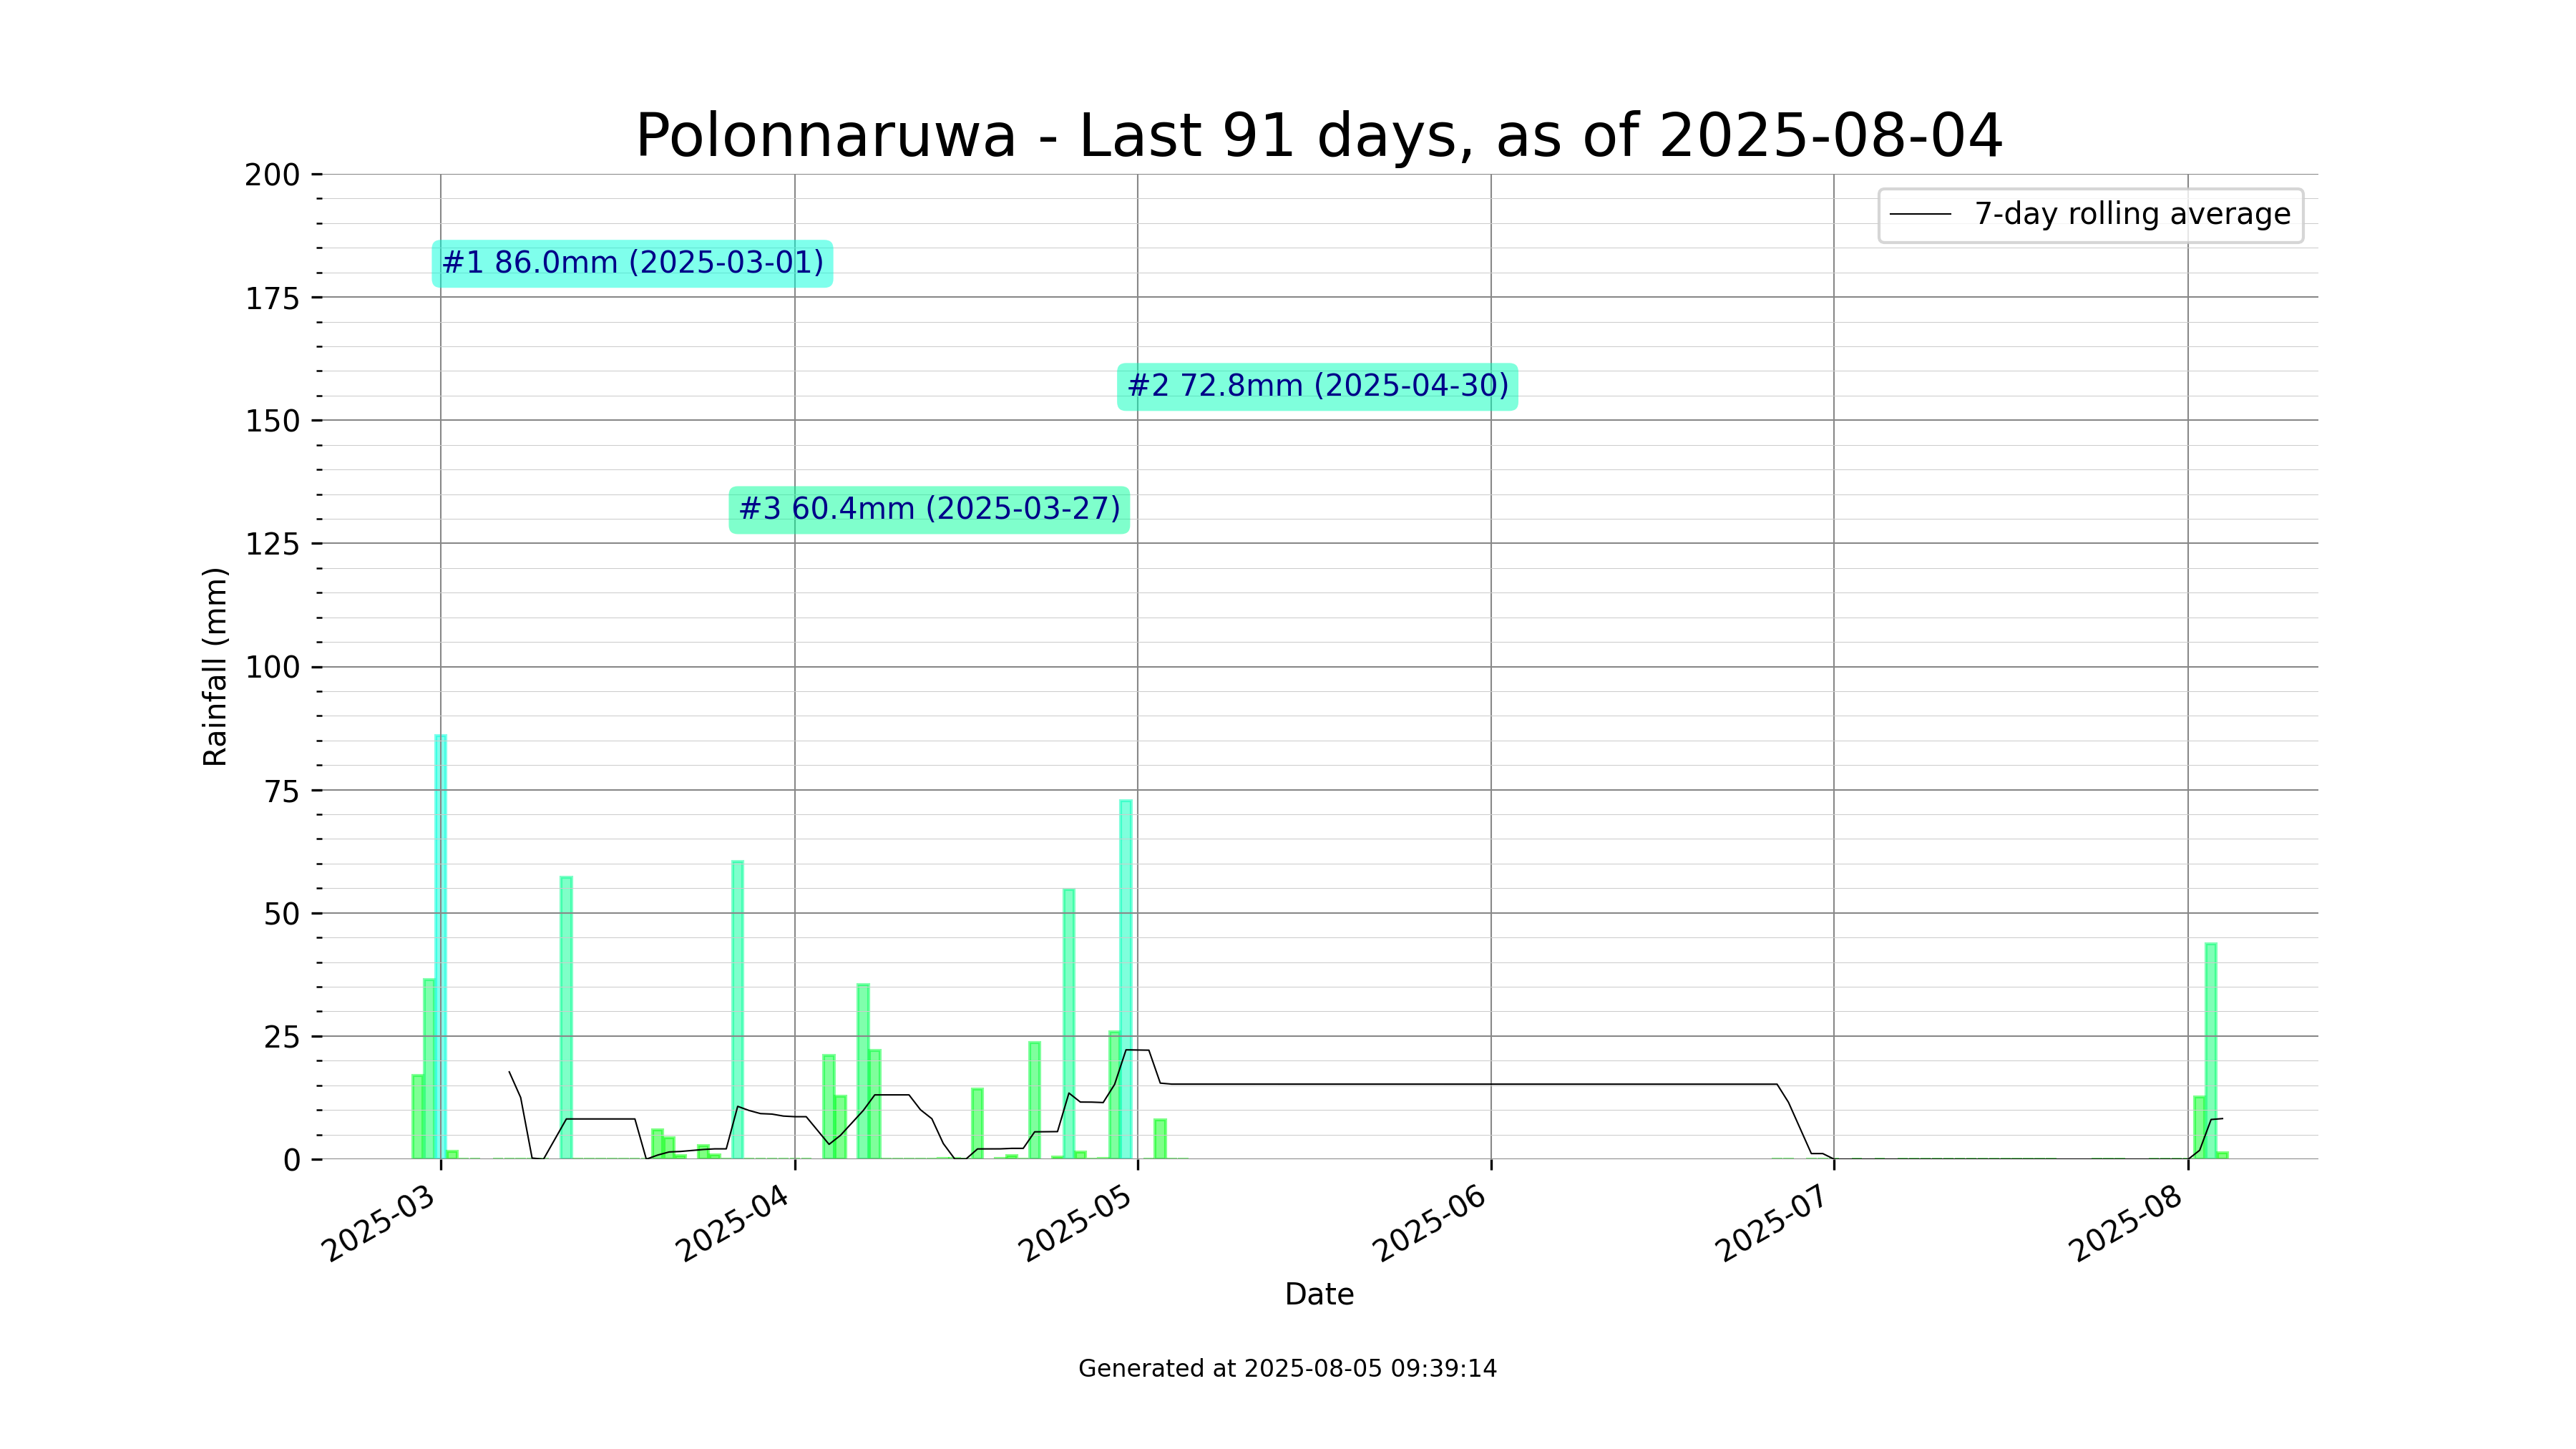 Polonnaruwa - Last 91 days, as of 2025-08-04
200
175
150
125
100
75
50
25
0
Rainfall (mm)
7-day rolling average
#1 86.0mm (2025-03-01)
#2 72.8mm (2025-04-30)
#3 60.4mm (2025-03-27)
2025-03
2025-04
2025-05
2025-06
2025-07
2025-08
Date
Generated at 2025-08-05 09:39:14